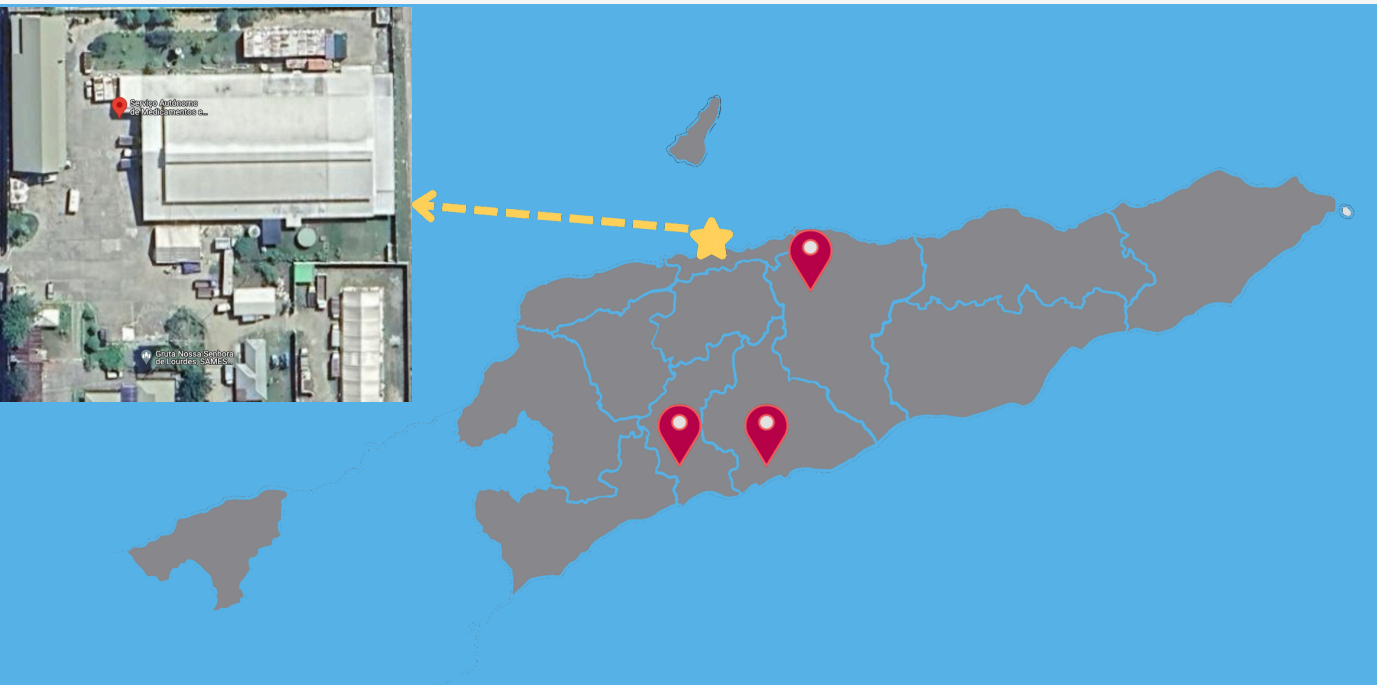 Serviço Autónomo
de Medicamentos e...
Gruta Nossa Senhora
de Lourdes, SAMES...